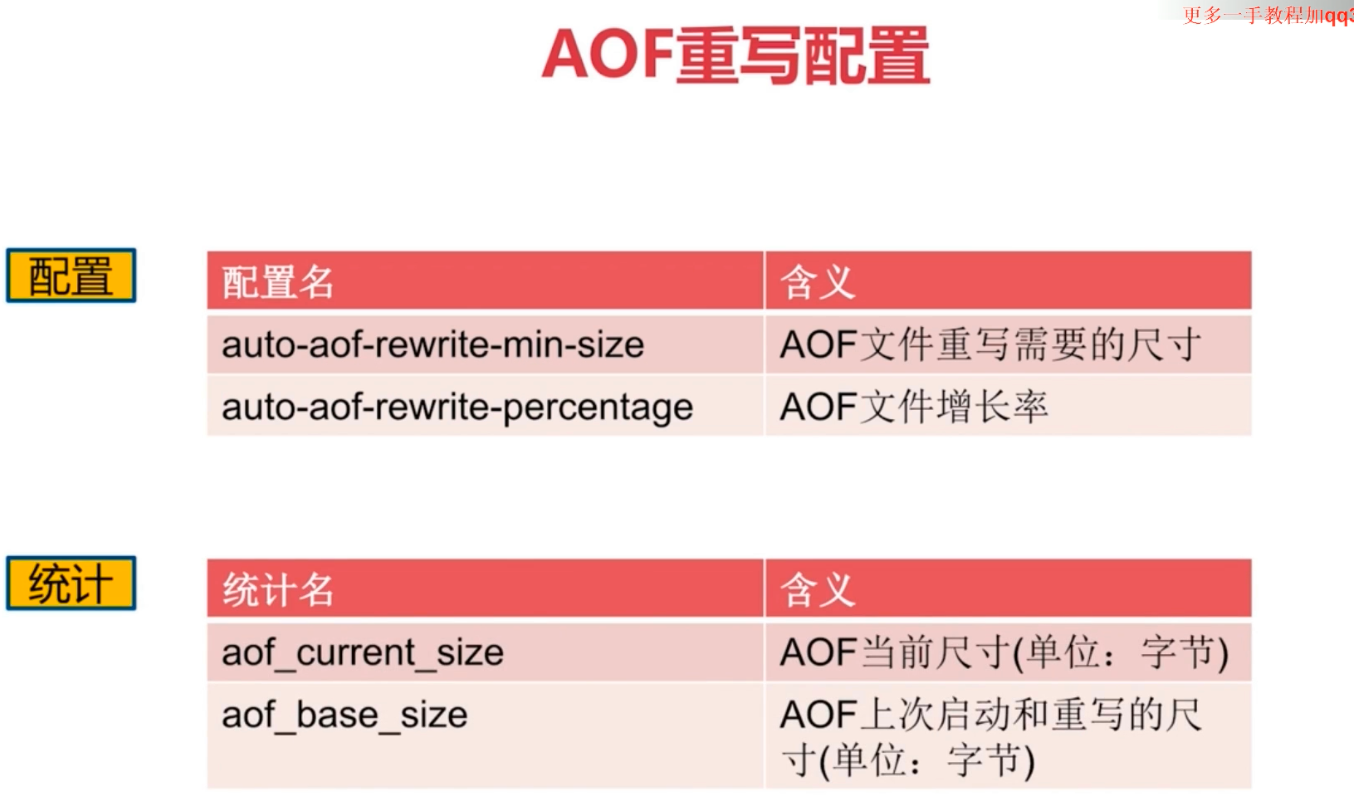 更多一手教程加qq3
AOF重写配置
配置
配置名 含义
auto-aof-rewrite-min-size AOF文件重写需要的尺寸
auto-aof-rewrite-percentage AOF文件增长率
统计
统计名 含义
aof_current_size AOF当前尺寸(单位：字节)
aof_base_size AOF上次启动和重写的尺
寸(单位：字节)